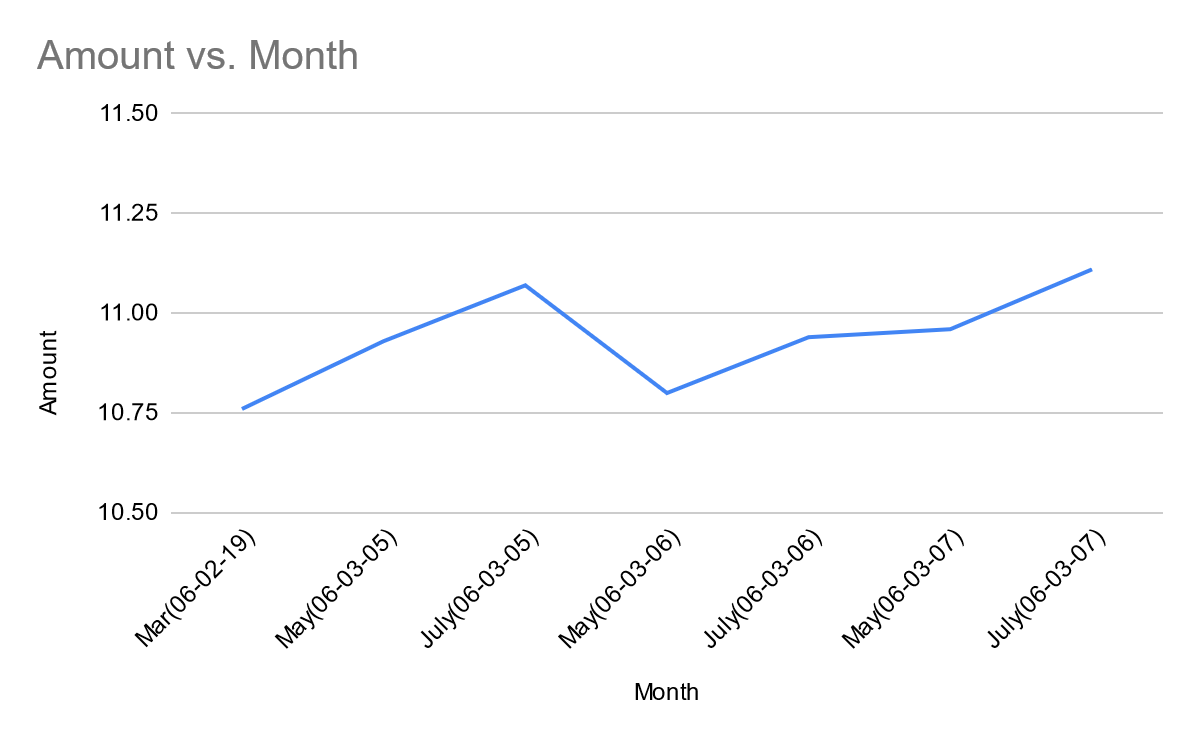 Amount vs. Month
11.50
11.25
11.00
10.75
10.50
Amount
Mar(06-02-19)
May(06-03-05)
July(06-03-05)
May(06-03-06)
July(06-03-06)
May(06-03-07)
July(06-03-07)
Month